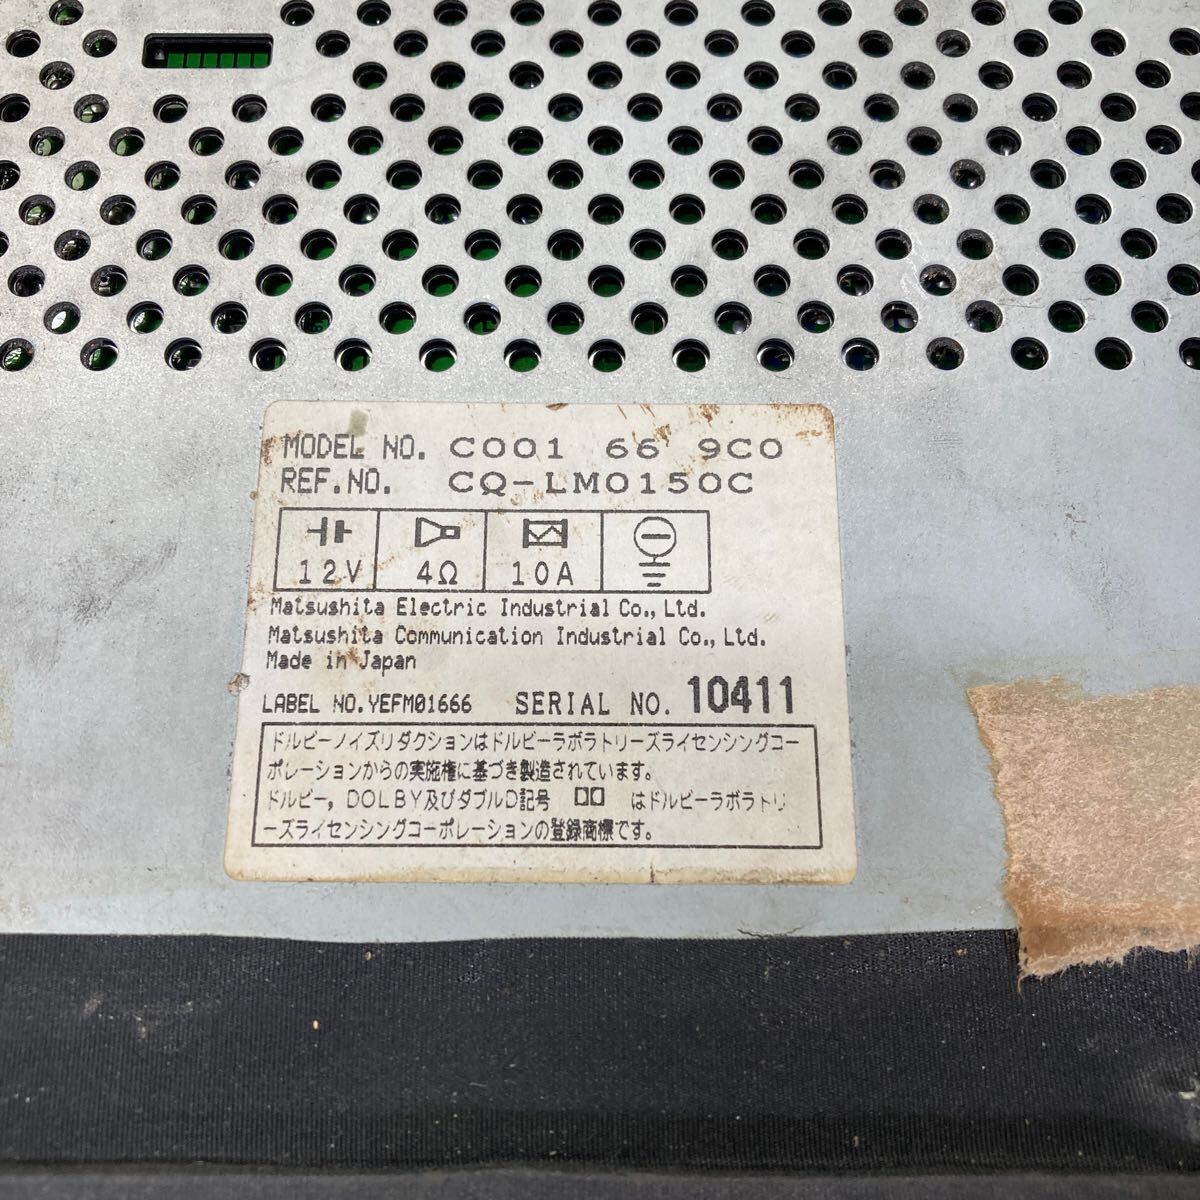 MODEL NO. C001 66 9C0
REF.NO. CQ-LM0150C
12V 4Ω 10A
Matsushita Electric Industrial Co., Ltd.
Matsushita Communication Industrial Co., Ltd.
Made in Japan
LABEL NO.YEFM01666 SERIAL NO. 10411
ドルビーノイズリダクションはドルビーラボラトリーズライセンシングコー
ポレーションからの実施権に基づき製造されています。
ドルビー, DOLBY及びダブルD記号 はドルビーラボラトリ
ーズライセンシングコーポレーションの登録商標です。